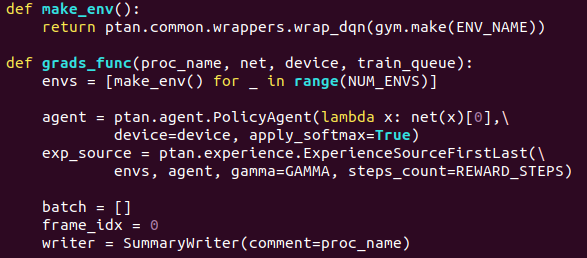 def make_env():
    return ptan.common.wrappers.wrap_dqn(gym.make(ENV_NAME))

def grads_func(proc_name, net, device, train_queue):
    envs = [make_env() for _ in range(NUM_ENVS)]

    agent = ptan.agent.PolicyAgent(lambda x: net(x)[0],\
            device=device, apply_softmax=True)
    exp_source = ptan.experience.ExperienceSourceFirstLast(\
            envs, agent, gamma=GAMMA, steps_count=REWARD_STEPS)

    batch = []
    frame_idx = 0
    writer = SummaryWriter(comment=proc_name)